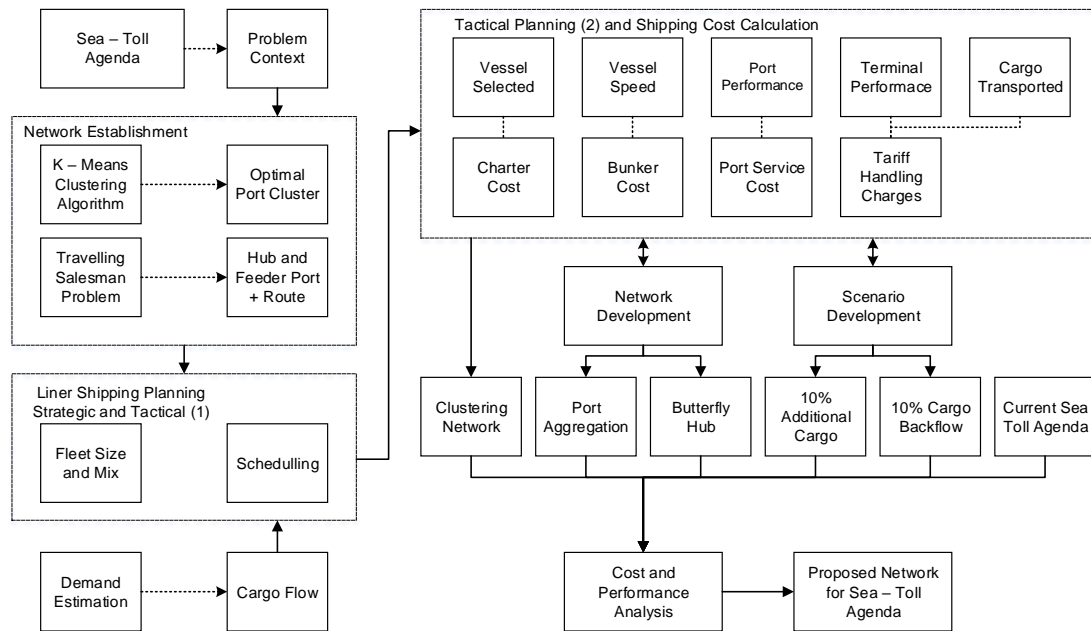 Sea – Toll
Agenda
Problem
Context
Network Establishment
K – Means
Clustering
Algorithm
Optimal
Port Cluster
Travelling
Salesman
Problem
Hub and
Feeder Port
+ Route
Liner Shipping Planning
Strategic and Tactical (1)
Fleet Size
and Mix
Schedulling
Demand
Estimation
Cargo Flow
Tactical Planning (2) and Shipping Cost Calculation
Vessel
Selected
Vessel
Speed
Port
Performance
Terminal
Performace
Cargo
Transported
Charter
Cost
Bunker
Cost
Port Service
Cost
Tariff
Handling
Charges
Network
Development
Scenario
Development
Clustering
Network
Port
Aggregation
Butterfly
Hub
10%
Additional
Cargo
10% Cargo
Backflow
Current Sea
Toll Agenda
Cost and
Performance
Analysis
Proposed Network
for Sea – Toll
Agenda